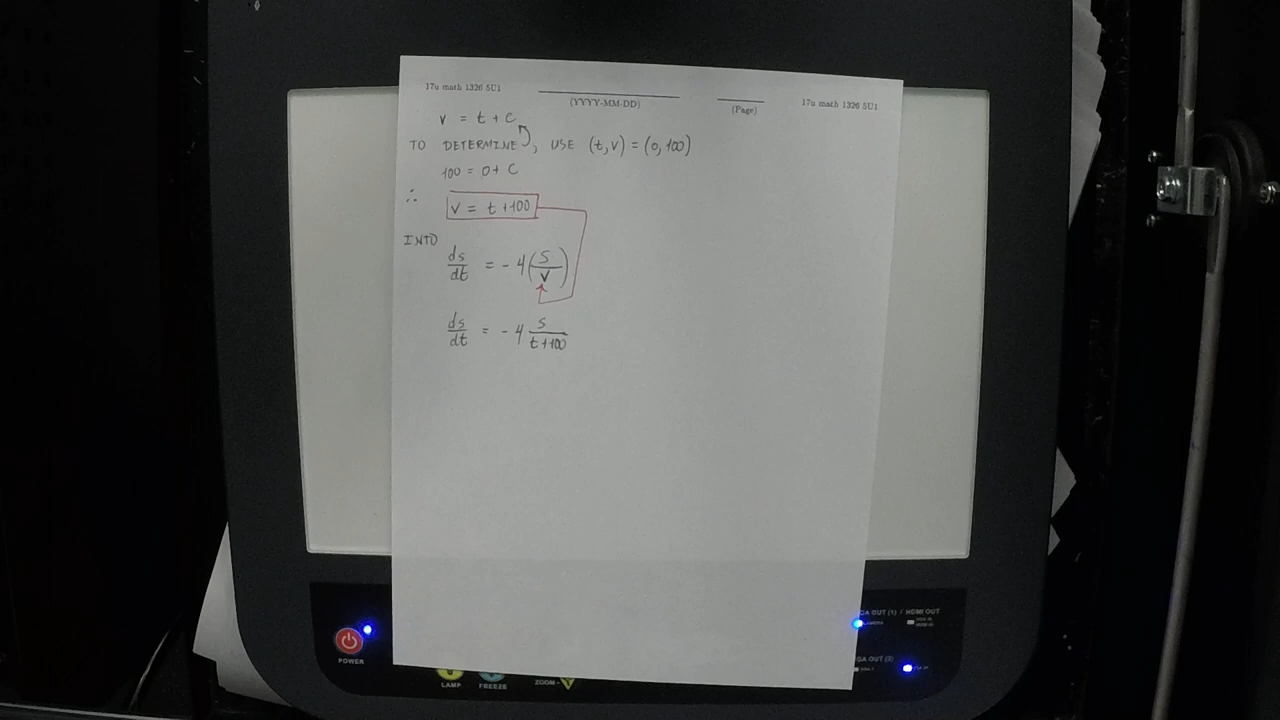 17u math 1326 5U1
(YYYY-MM-DD)
(Page)
17u math 1326 5U1
v = t + c
TO DETERMINE, USE (t,v) = (0,100)
100 = 0 + C
∴ v = t + 100
INTO
ds/dt = -4(s/v)
ds/dt = -4 s/(t+100)
POWER
LAMP
FREEZE
ZOOM-
GA OUT (1) / HDMI OUT
GA OUT (2)